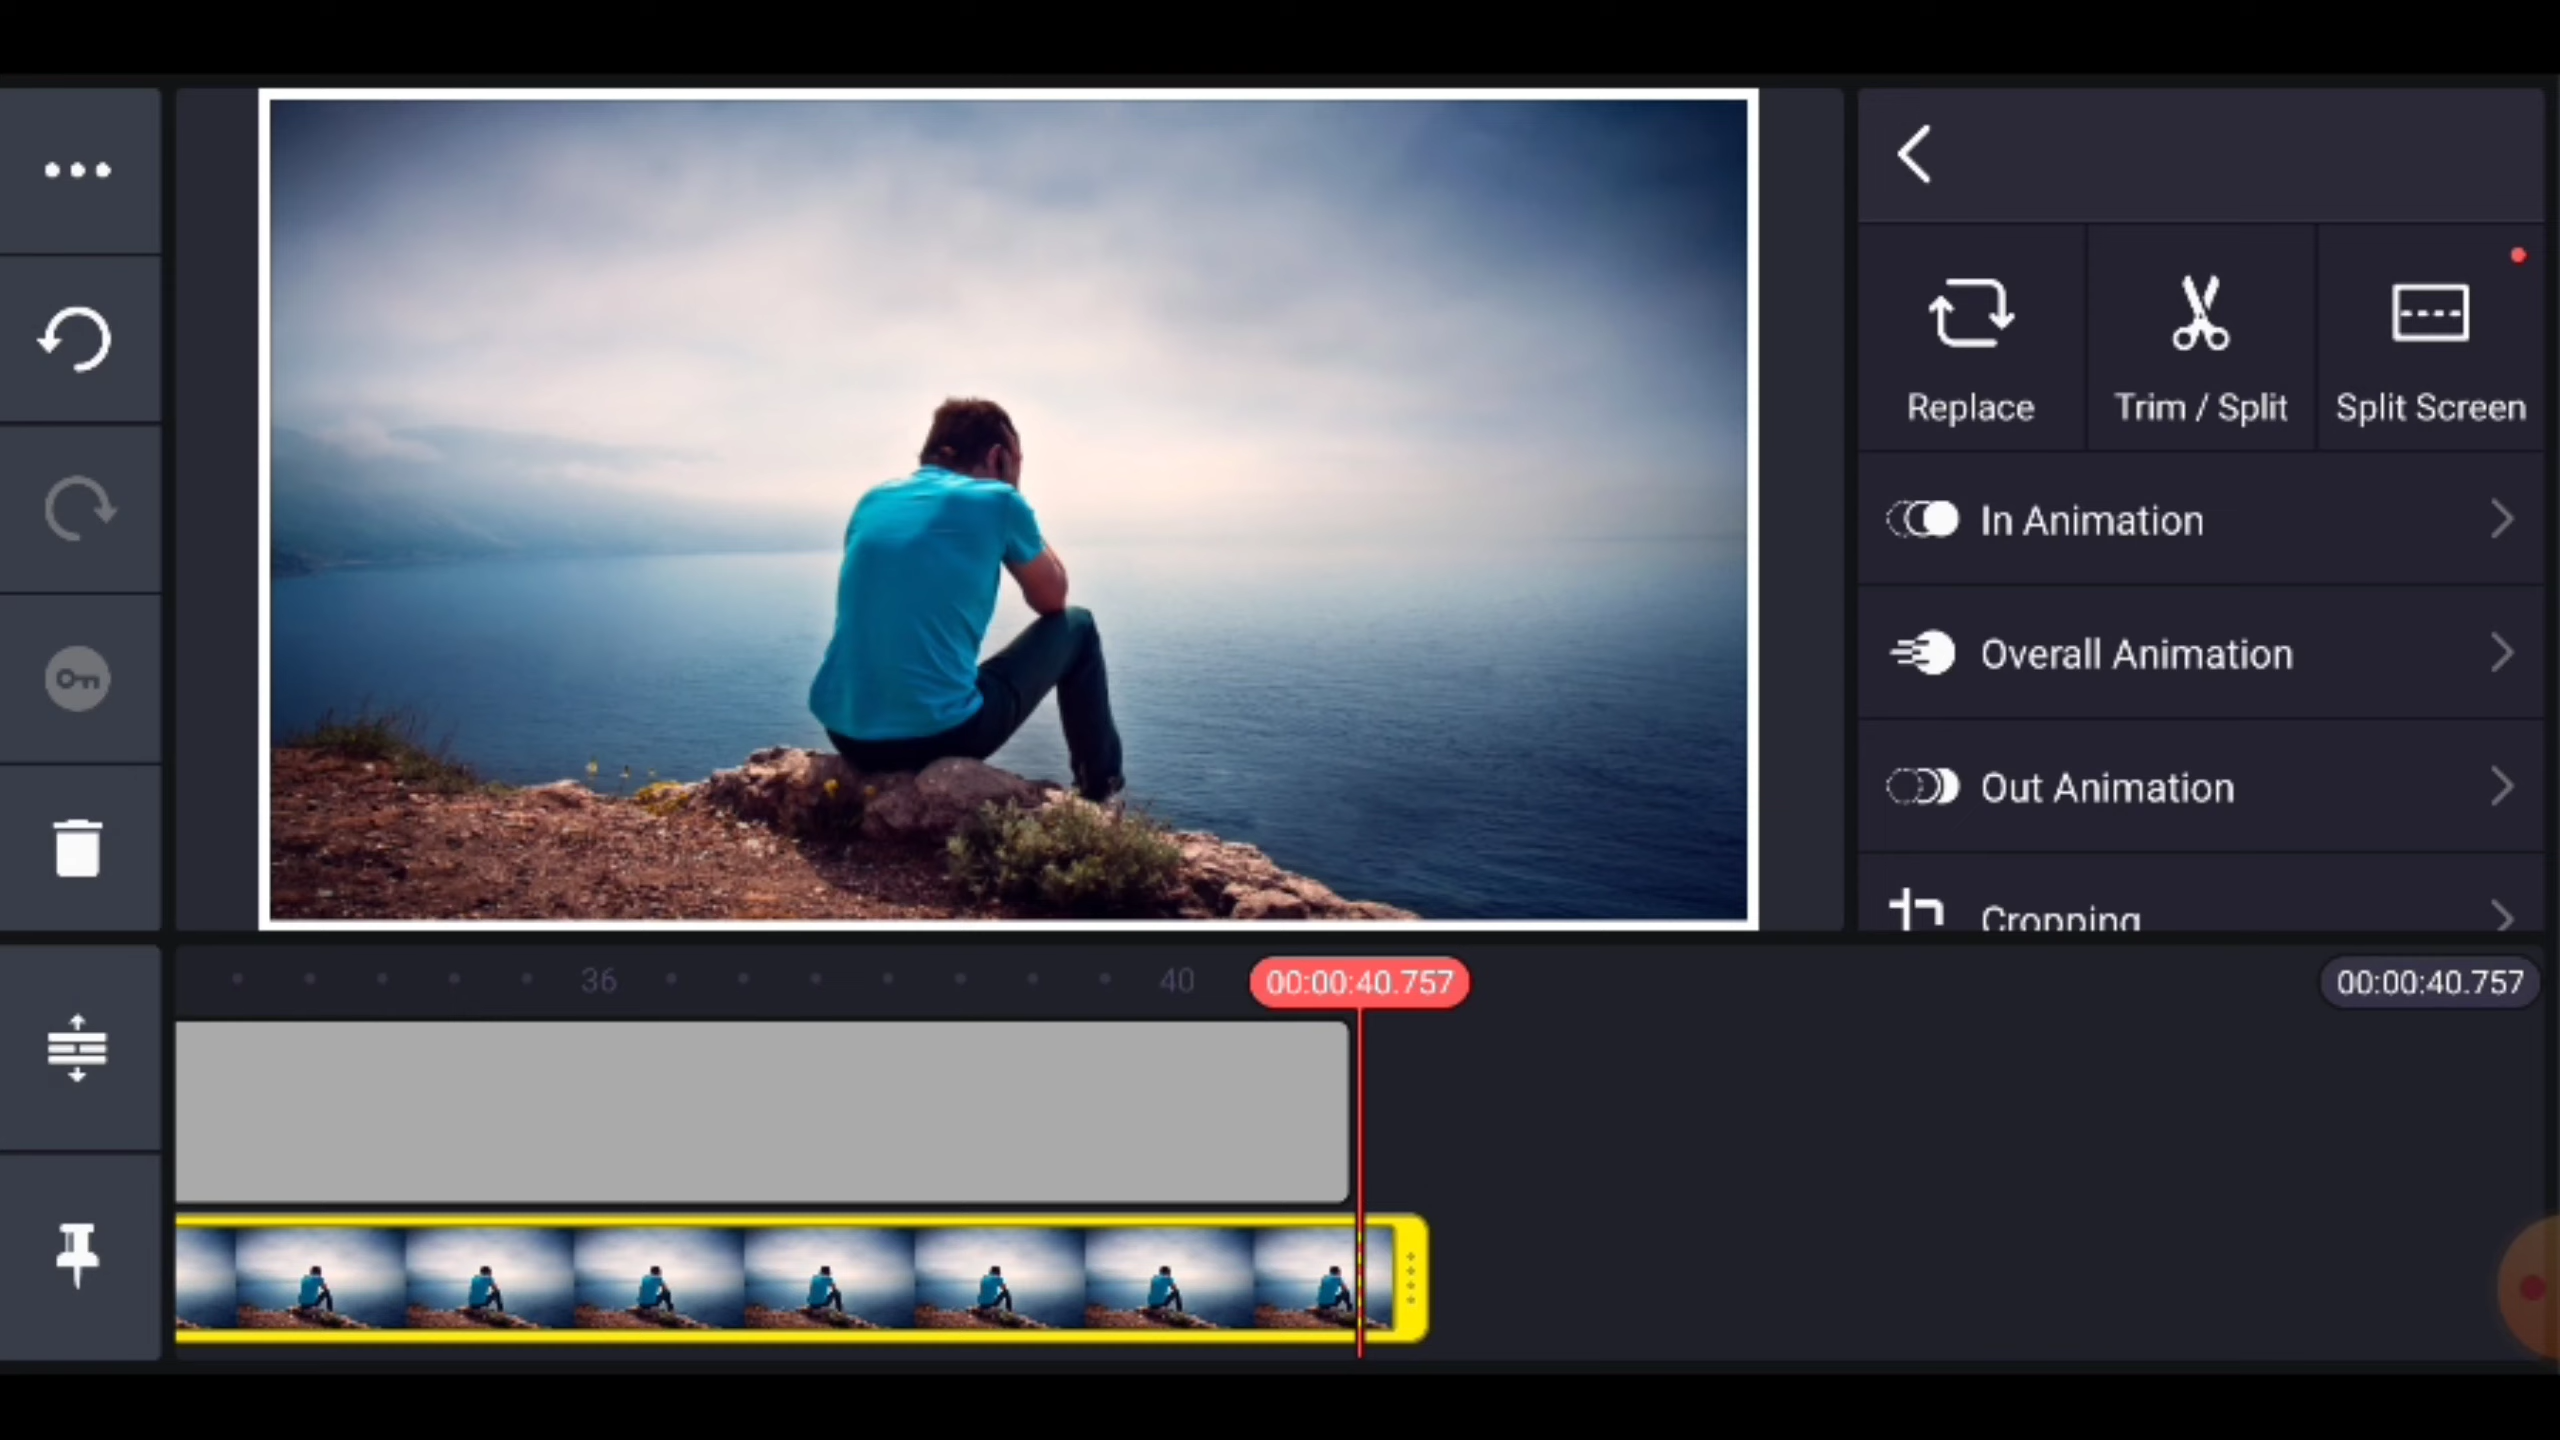 Replace
Trim / Split
Split Screen
In Animation
Overall Animation
Out Animation
Cropping
36
40
00:00:40.757
00:00:40.757